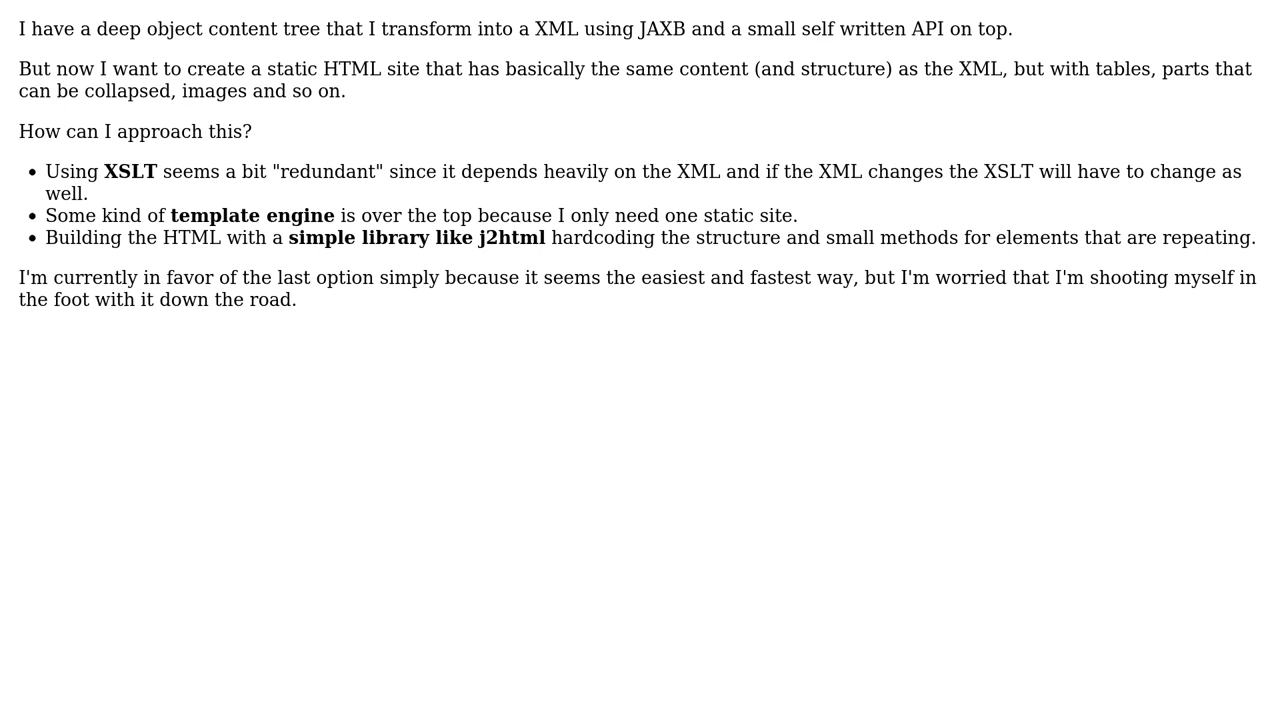 I have a deep object content tree that I transform into a XML using JAXB and a small self written API on top.
But now I want to create a static HTML site that has basically the same content (and structure) as the XML, but with tables, parts that
can be collapsed, images and so on.
How can I approach this?
• Using XSLT seems a bit "redundant" since it depends heavily on the XML and if the XML changes the XSLT will have to change as
well.
• Some kind of template engine is over the top because I only need one static site.
• Building the HTML with a simple library like j2html hardcoding the structure and small methods for elements that are repeating.
I'm currently in favor of the last option simply because it seems the easiest and fastest way, but I'm worried that I'm shooting myself in
the foot with it down the road.